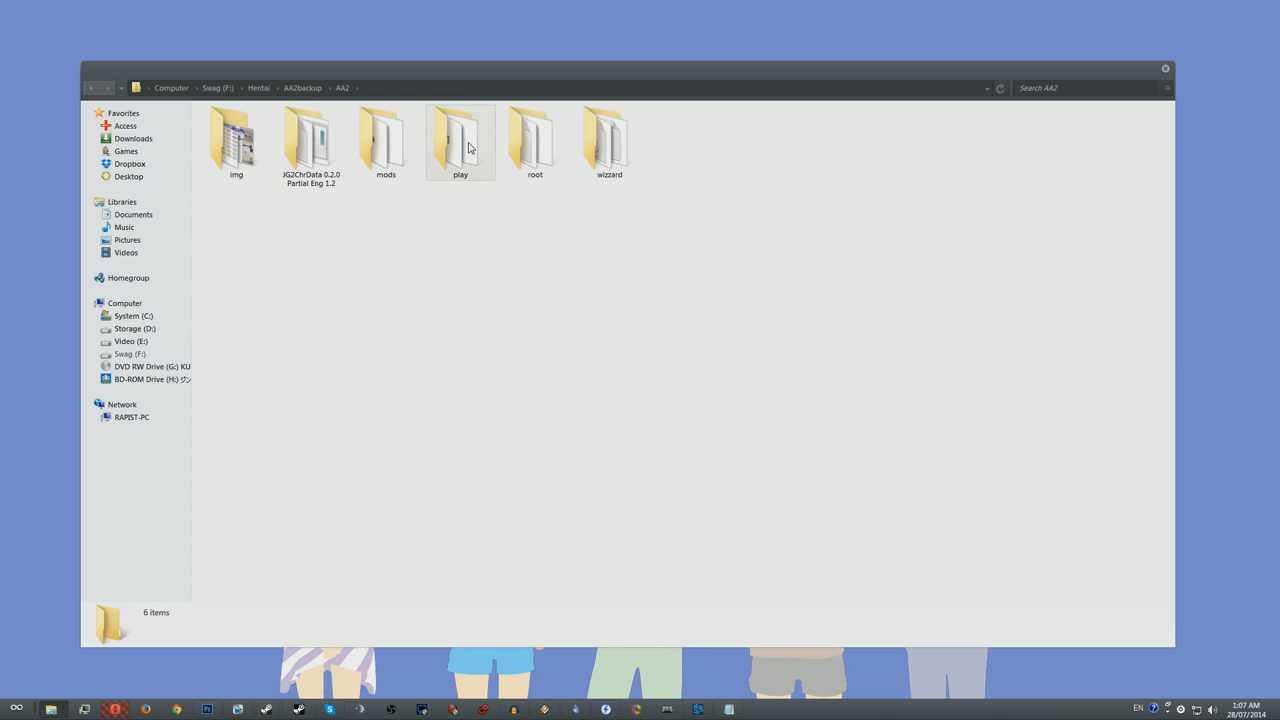 Computer Swag (F:) Hentai AA2backup AA2
Search AA2
Favorites
Access
Downloads
Games
Dropbox
Desktop
Libraries
Documents
Music
Pictures
Videos
Homegroup
Computer
System (C:)
Storage (D:)
Video (E:)
Swag (F:)
DVD RW Drive (G:) KU
BD-ROM Drive (H:) ジン
Network
RAPIST-PC
img
JG2ChrData 0.2.0
Partial Eng 1.2
mods
play
root
wizzard
6 items
EN
1:07 AM
28/07/2014